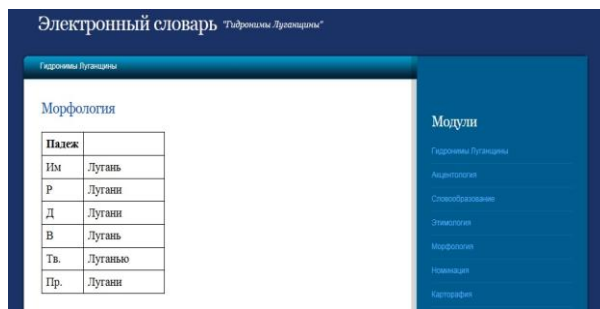 Электронный словарь "Гидронимы Луганщины"
Гидронимы Луганщины
Морфология
Падеж
Им Лугань
Р Лугани
Д Лугани
В Лугань
Тв. Луганью
Пр. Лугани
Модули
Гидронимы Луганщины
Акцентология
Словообразование
Этимология
Морфология
Номинация
Карторафия